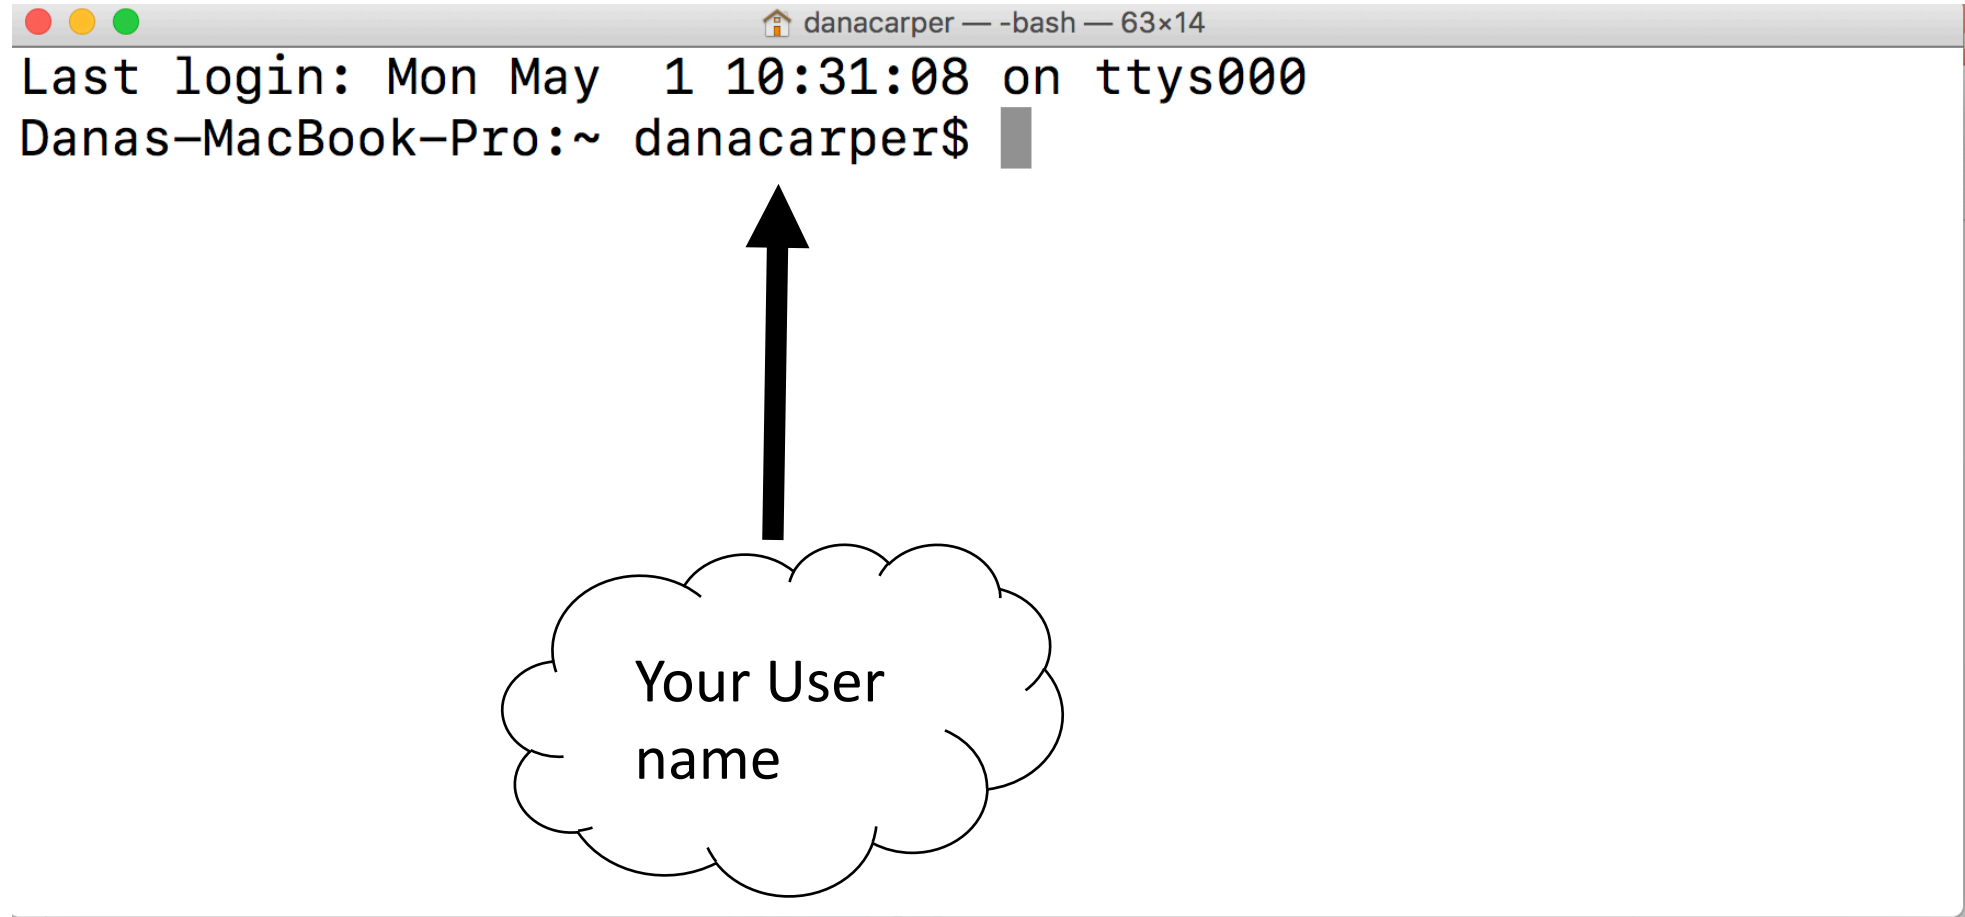 danacarper — -bash — 63×14
Last login: Mon May  1 10:31:08 on ttys000
Danas-MacBook-Pro:~ danacarper$
Your User
name